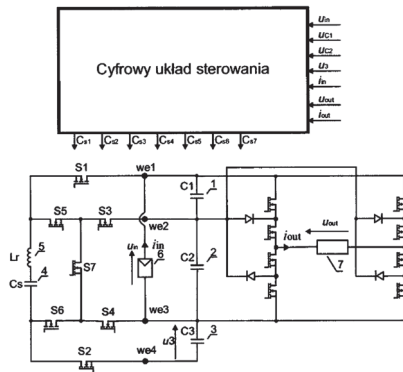 Cyfrowy układ sterowania
uin
uC1
uC2
u3
iin
uout
iout
Cs1 Cs2 Cs3 Cs4 Cs5 Cs6 Cs7
S1 we1 C1 1
S5 S3 we2
Lr 5 uin iin iout uout
4 S7 6 C2 2
Cs 7
S6 S4 we3
S2 u3 C3 3
we4